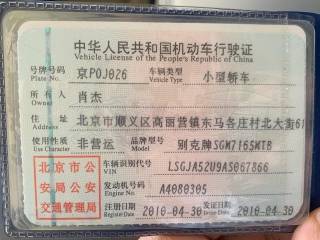 中华人民共和国机动车行驶证
Vehicle License of the People's Republic of China
号牌号码 京P0J026 车辆类型 小型轿车
Plate No. Vehicle Type
所有人 肖杰
Owner
住址 北京市顺义区高丽营镇东马各庄村北大街6
Address
使用性质 非营运 品牌型号 别克牌SGM7165MTB
Use Character Model
北京市公安局公安交通管理局
车辆识别代号 LSGJA52U9AS067866
VIN
发动机号码 A4080305
Engine No.
注册日期 2010-04-30 发证日期 2010-04-30
Register Date Issue Date